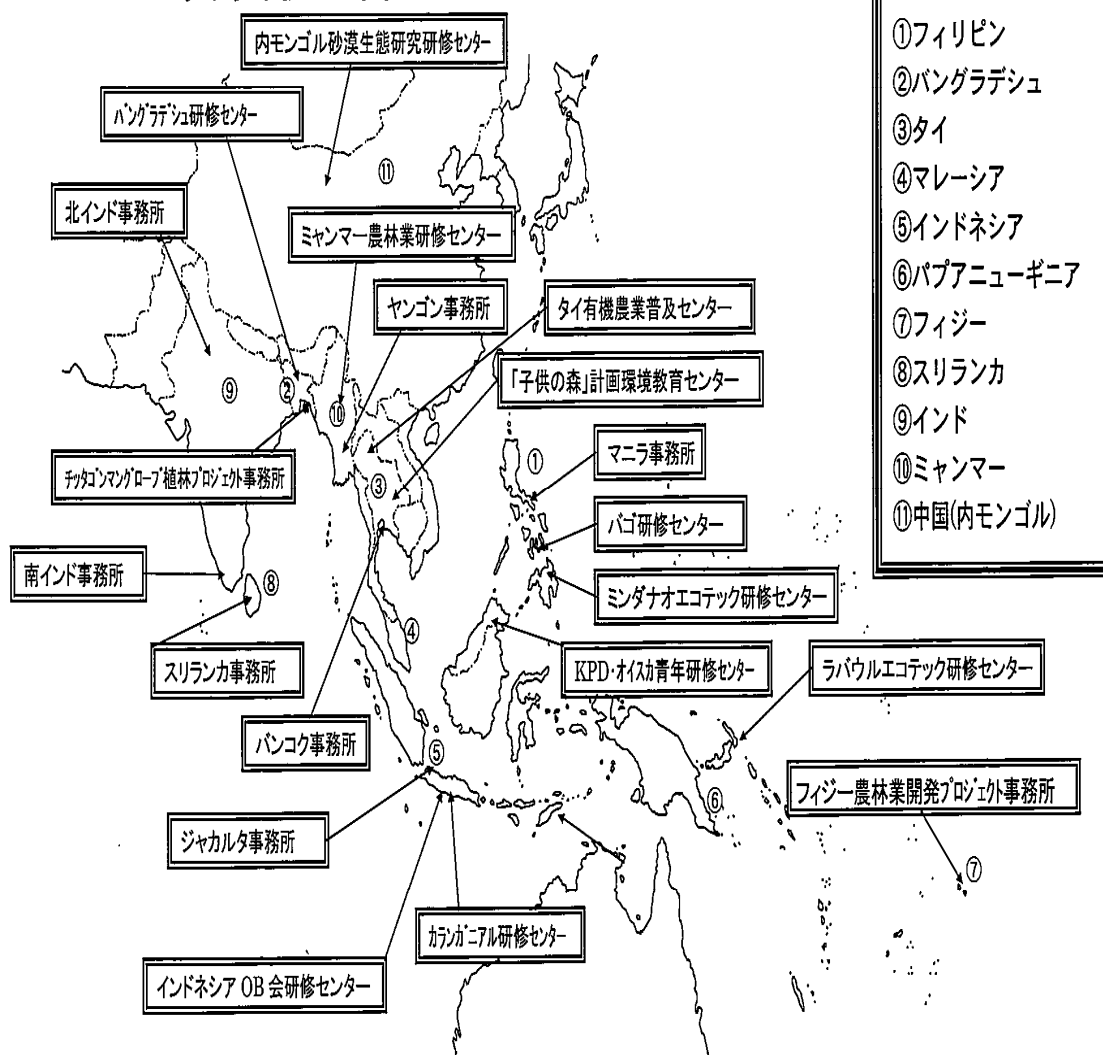 内モンゴル砂漠生態研究研修センター
バングラデシュ研修センター
北インド事務所
ミャンマー農林業研修センター
ヤンゴン事務所
タイ有機農業普及センター
「子供の森」計画環境教育センター
チッタゴンマングローブ植林プロジェクト事務所
マニラ事務所
バゴ研修センター
南インド事務所
ミンダナオエコテック研修センター
スリランカ事務所
KPD・オイスカ青年研修センター
ラバウルエコテック研修センター
バンコク事務所
フィジー農林業開発プロジェクト事務所
ジャカルタ事務所
カランガニアル研修センター
インドネシア OB 会研修センター
⑪
⑨
②
⑩
③
①
⑧
④
⑤
⑥
⑦
①フィリピン
②バングラデシュ
③タイ
④マレーシア
⑤インドネシア
⑥パプアニューギニア
⑦フィジー
⑧スリランカ
⑨インド
⑩ミャンマー
⑪中国(内モンゴル)